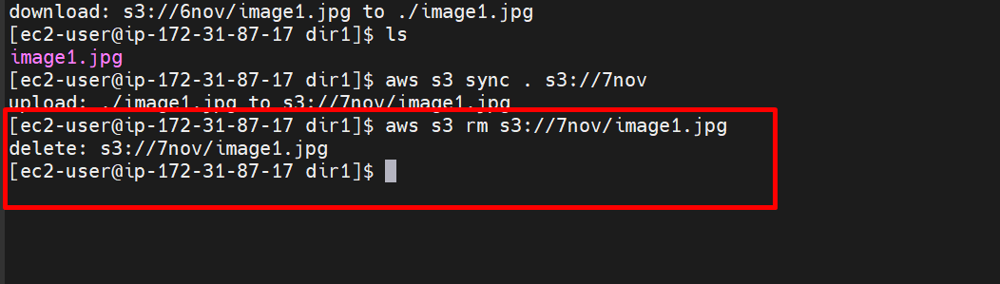 download: s3://6nov/image1.jpg to ./image1.jpg
[ec2-user@ip-172-31-87-17 dir1]$ ls
image1.jpg
[ec2-user@ip-172-31-87-17 dir1]$ aws s3 sync . s3://7nov
upload: ./image1.jpg to s3://7nov/image1.jpg
[ec2-user@ip-172-31-87-17 dir1]$ aws s3 rm s3://7nov/image1.jpg
delete: s3://7nov/image1.jpg
[ec2-user@ip-172-31-87-17 dir1]$